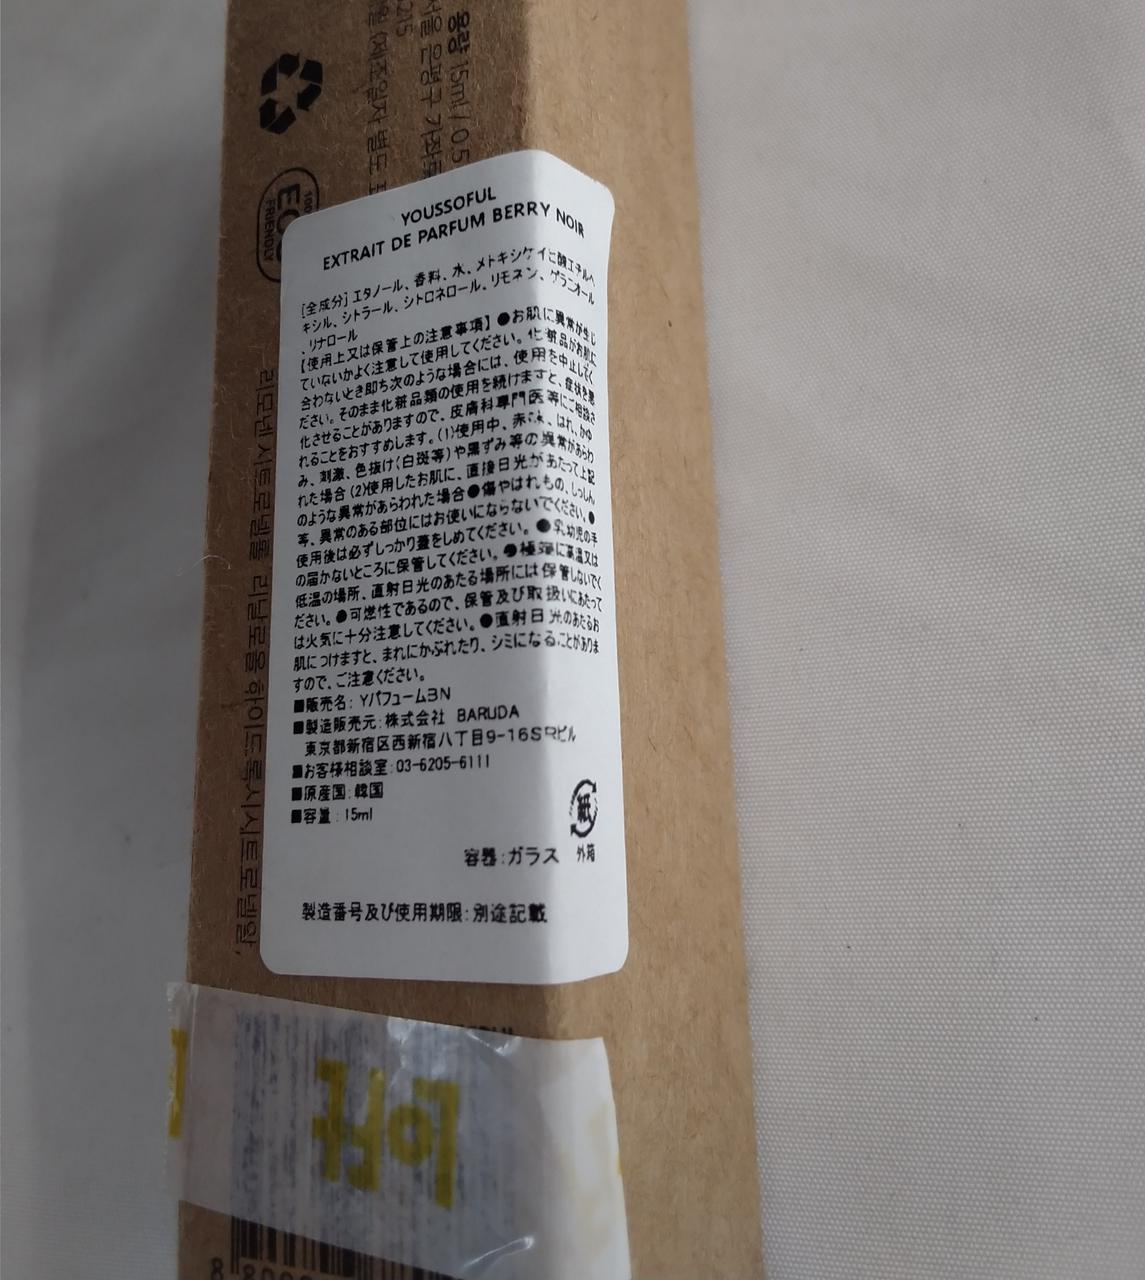 용량 15ml / 0.5
215
ECO
FRIENDLY
YOUSSOFUL
EXTRAIT DE PARFUM BERRY NOIR
[全成分] エタノール、香料、水、メトキシケイヒ酸エチルヘ
キシル、シトラール、シトロネロール、リモネン、ゲラニオール
、リナロール
【使用上又は保管上の注意事項】●お肌に異常が生じ
ていないかよく注意して使用してください。化粧品がお肌に
合わないとき即ち次のような場合には、使用を中止してく
ださい。そのまま化粧品類の使用を続けますと、症状を悪
化させることがありますので、皮膚科専門医等にご相談さ
れることをおすすめします。(1)使用中、赤み、はれ、かゆ
み、刺激、色抜け(白斑等)や黒ずみ等の異常があらわ
れた場合(2)使用したお肌に、直接日光があたって上記
のような異常があらわれた場合●傷やはれもの、しっしん
等、異常のある部位にはお使いにならないでください。●
使用後は必ずしっかり蓋をしめてください。●乳幼児の手
の届かないところに保管してください。●極端に高温又は
低温の場所、直射日光のあたる場所には保管しないでく
ださい。●可燃性であるので、保管及び取扱いにあたって
は火気に十分注意してください。●直射日光のあたるお
肌につけますと、まれにかぶれたり、シミになることがありま
すので、ご注意ください。
■販売名: YパフュームBN
■製造販売元: 株式会社 BARUDA
東京都新宿区西新宿八丁目9-16SRビル
■お客様相談室:03-6205-6111
■原産国:韓国
■容量:15ml
紙
容器:ガラス 外箱
製造番号及び使用期限:別途記載
리모넨, 시트로넬올, 리날로올, 하이드록시시트로넬알,
Loft